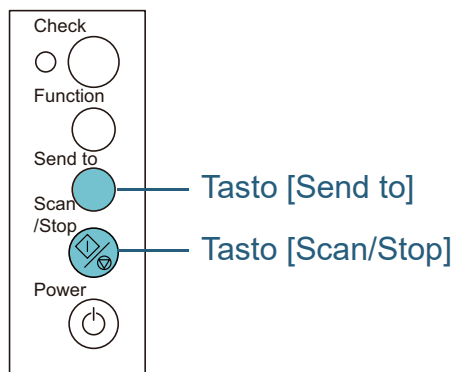 Check
Function
Send to
Tasto [Send to]
Scan
/Stop
Tasto [Scan/Stop]
Power